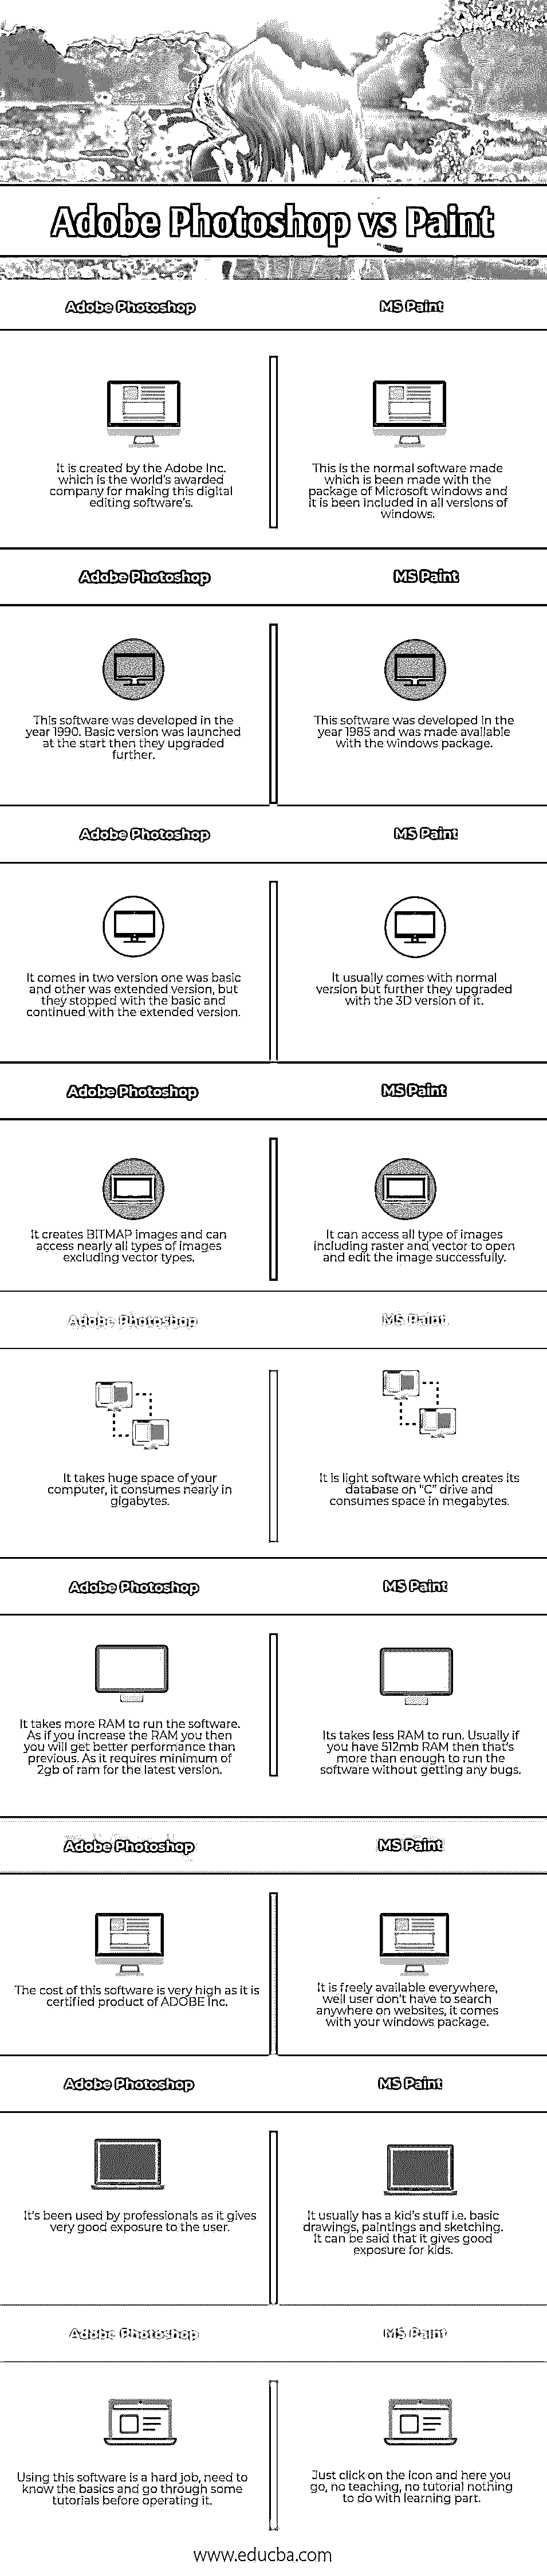 Adobe Photoshop vs Paint
Adobe Photoshop
MS Paint
It is created by the Adobe Inc.
which is the world's awarded
company for making this digital
editing software's.
This is the normal software made
which is been made with the
package of Microsoft windows and
it is been included in all versions of
windows.
Adobe Photoshop
MS Paint
This software was developed in the
year 1990. Basic version was launched
at the start then they upgraded
further.
This software was developed in the
year 1985 and was made available
with the windows package.
Adobe Photoshop
MS Paint
It comes in two version one was basic
and other was extended version, but
they stopped with the basic and
continued with the extended version.
It usually comes with normal
version but further they upgraded
with the 3D version of it.
Adobe Photoshop
MS Paint
It creates BITMAP images and can
access nearly all types of images
excluding vector types.
It can access all type of images
including raster and vector to open
and edit the image successfully.
Adobe Photoshop
MS Paint
It takes huge space of your
computer, it consumes nearly in
gigabytes.
It is light software which creates its
database on "C" drive and
consumes space in megabytes.
Adobe Photoshop
MS Paint
It takes more RAM to run the software.
As if you increase the RAM you then
you will get better performance than
previous. As it requires minimum of
2gb of ram for the latest version.
Its takes less RAM to run. Usually if
you have 512mb RAM then that's
more than enough to run the
software without getting any bugs.
Adobe Photoshop
MS Paint
The cost of this software is very high as it is
certified product of ADOBE Inc.
It is freely available everywhere,
well user don't have to search
anywhere on websites, it comes
with your windows package.
Adobe Photoshop
MS Paint
It's been used by professionals as it gives
very good exposure to the user.
It usually has a kid's stuff i.e. basic
drawings, paintings and sketching.
It can be said that it gives good
exposure for kids.
Adobe Photoshop
MS Paint
Using this software is a hard job, need to
know the basics and go through some
tutorials before operating it.
Just click on the icon and here you
go, no teaching, no tutorial nothing
to do with learning part.
www.educba.com